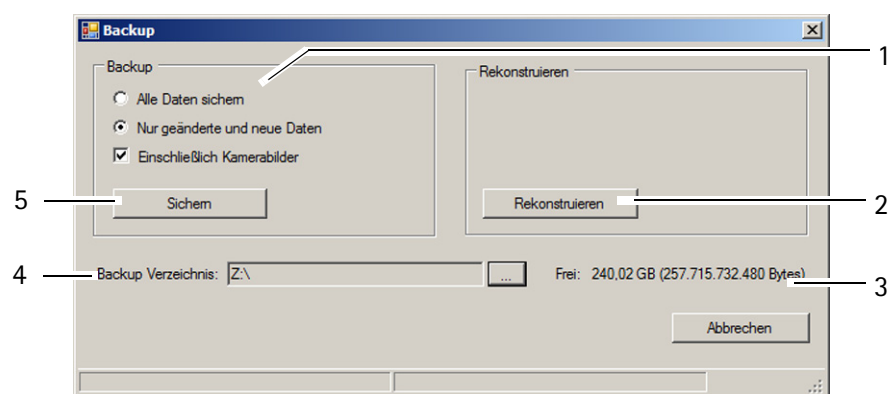 Backup
1
Backup
Rekonstruieren
Alle Daten sichern
Nur geänderte und neue Daten
Einschließlich Kamerabilder
5
Sichern
Rekonstruieren
2
4
Backup Verzeichnis:
Z:\
...
Frei: 240,02 GB (257.715.732.480 Bytes)
3
Abbrechen